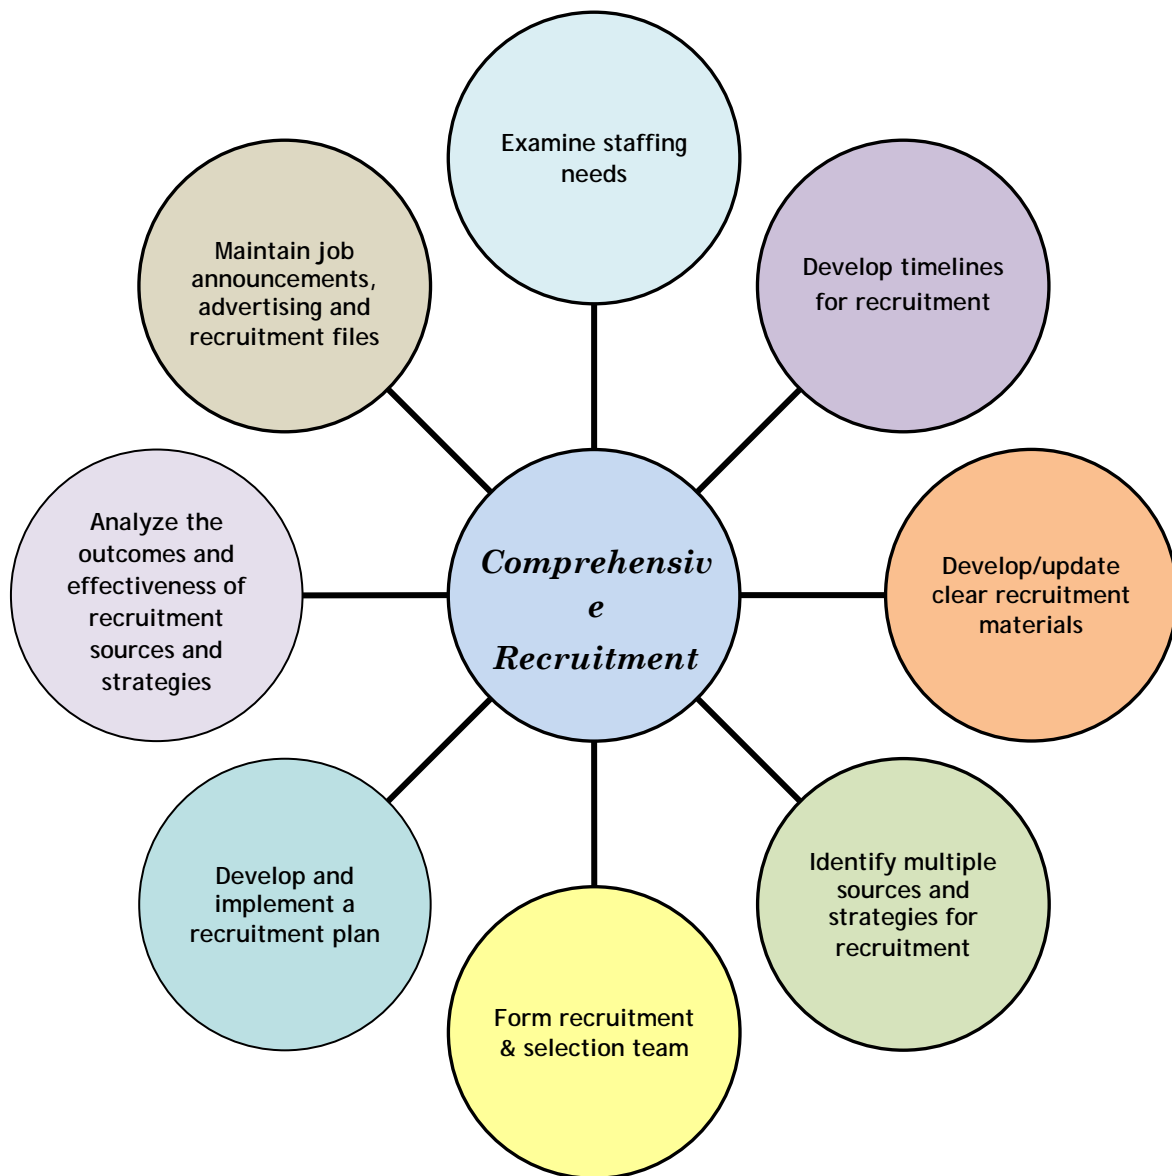 Examine staffing
needs
Develop timelines
for recruitment
Develop/update
clear recruitment
materials
Identify multiple
sources and
strategies for
recruitment
Form recruitment
& selection team
Develop and
implement a
recruitment plan
Analyze the
outcomes and
effectiveness of
recruitment
sources and
strategies
Maintain job
announcements,
advertising and
recruitment files
Comprehensiv
e
Recruitment